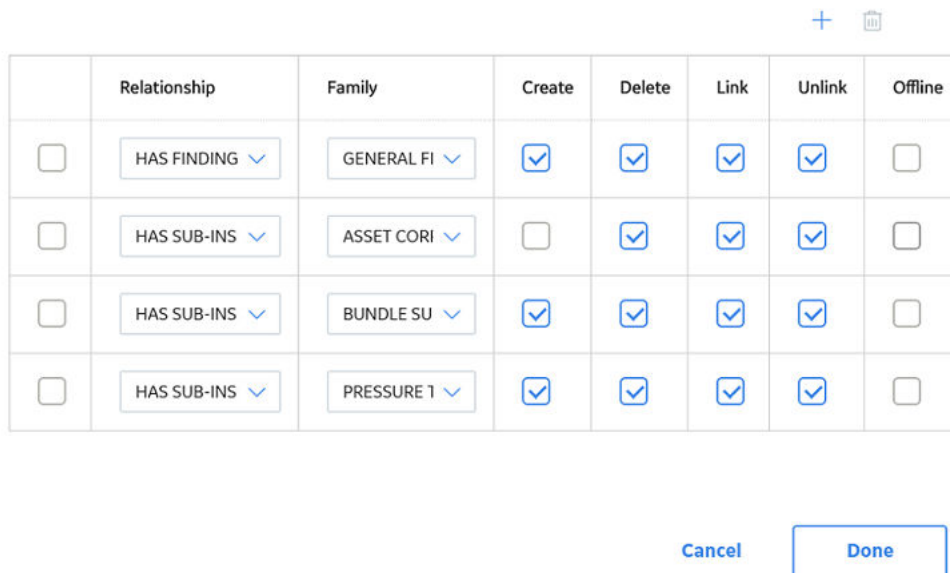 Relationship Family Create Delete Link Unlink Offline
HAS FINDING GENERAL FI
HAS SUB-INS ASSET CORI
HAS SUB-INS BUNDLE SU
HAS SUB-INS PRESSURE T
Cancel Done